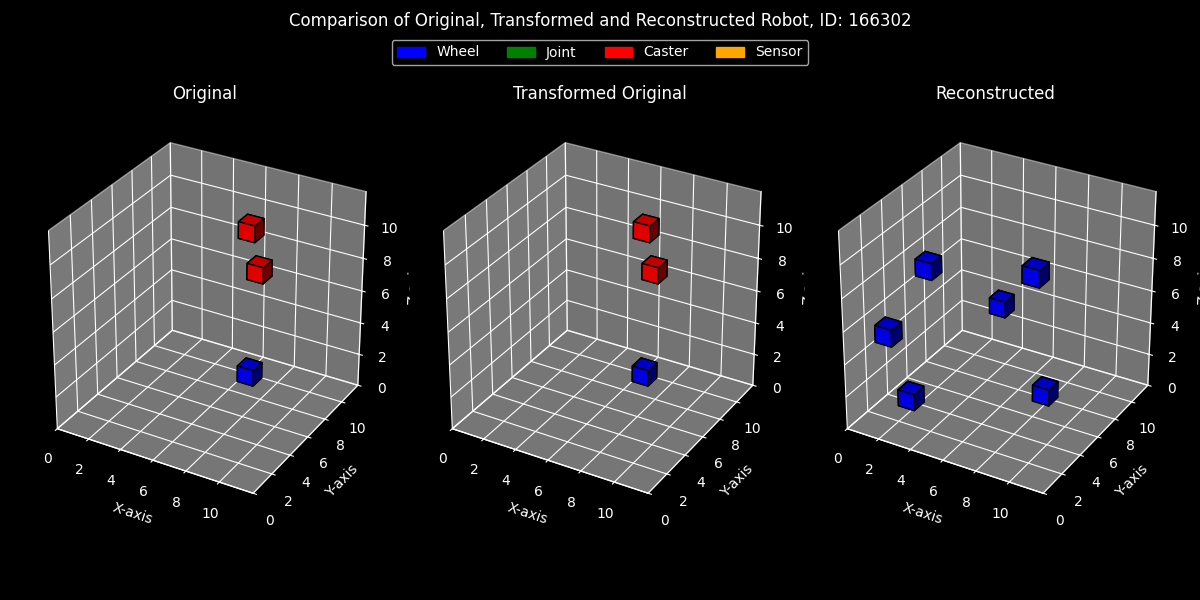 Comparison of Original, Transformed and Reconstructed Robot, ID: 166302
Wheel Joint Caster Sensor
Original
Transformed Original
Reconstructed
0 2 4 6 8 10
X-axis
0 2 4 6 8 10
Y-axis
0 2 4 6 8 10
0 2 4 6 8 10
X-axis
0 2 4 6 8 10
Y-axis
0 2 4 6 8 10
0 2 4 6 8 10
X-axis
0 2 4 6 8 10
Y-axis
0 2 4 6 8 10